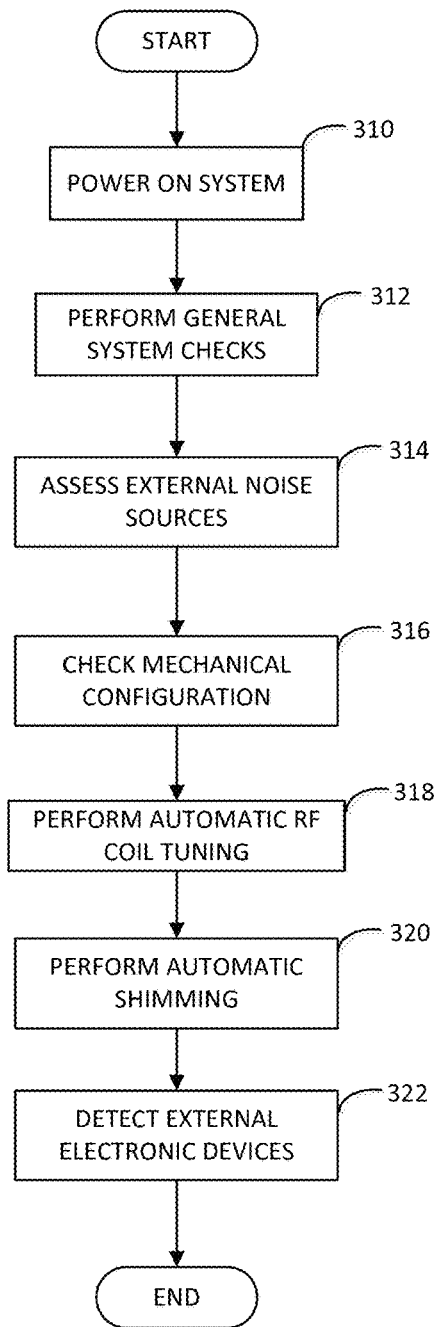 START
310
POWER ON SYSTEM
312
PERFORM GENERAL
SYSTEM CHECKS
314
ASSESS EXTERNAL NOISE
SOURCES
316
CHECK MECHANICAL
CONFIGURATION
318
PERFORM AUTOMATIC RF
COIL TUNING
320
PERFORM AUTOMATIC
SHIMMING
322
DETECT EXTERNAL
ELECTRONIC DEVICES
END